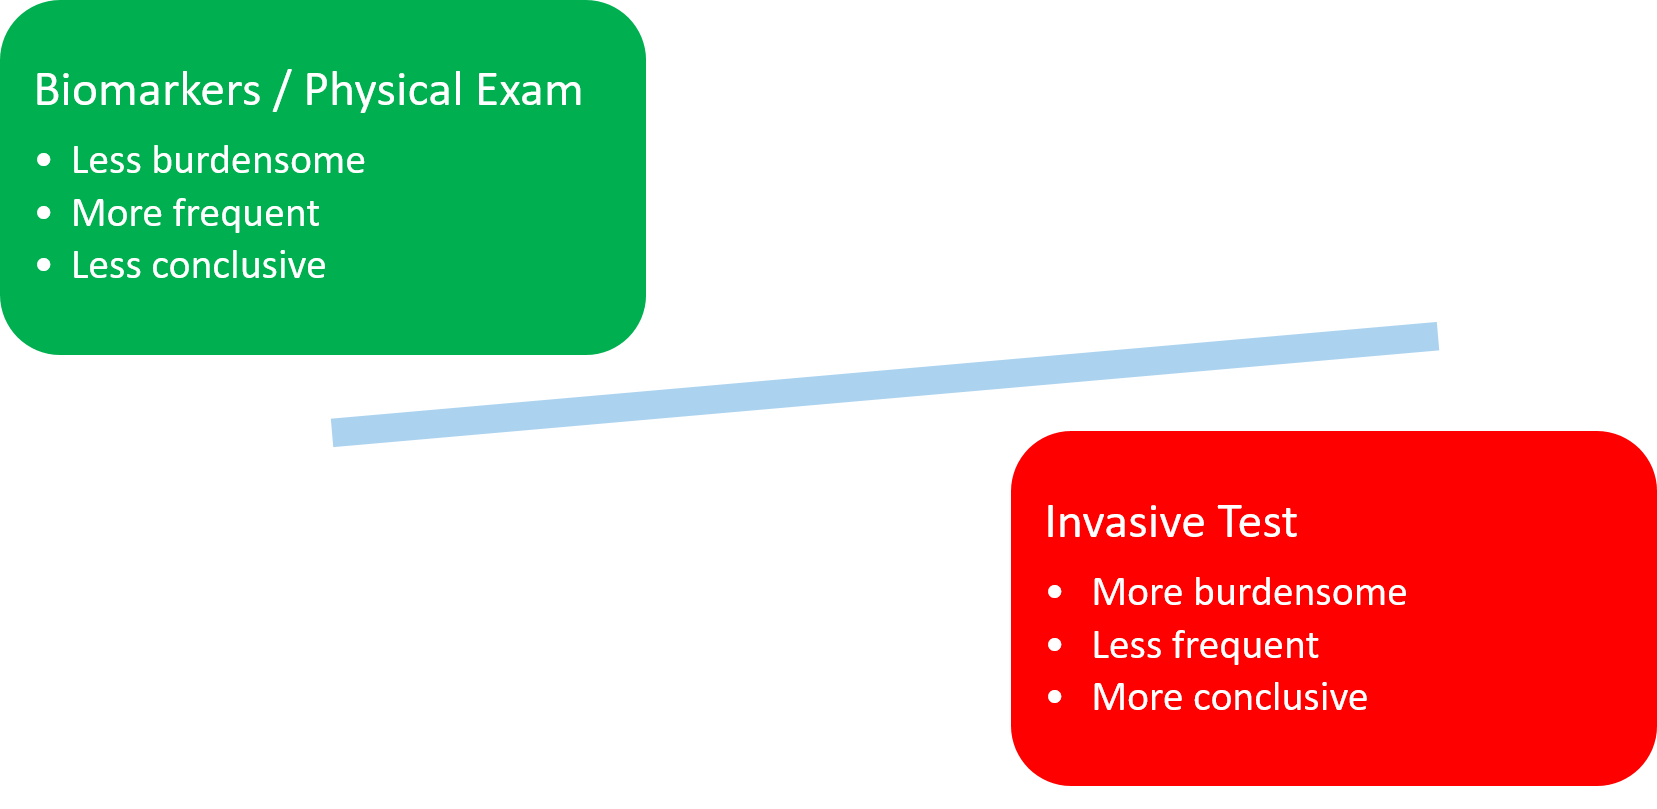 Biomarkers / Physical Exam
• Less burdensome
• More frequent
• Less conclusive
Invasive Test
• More burdensome
• Less frequent
• More conclusive